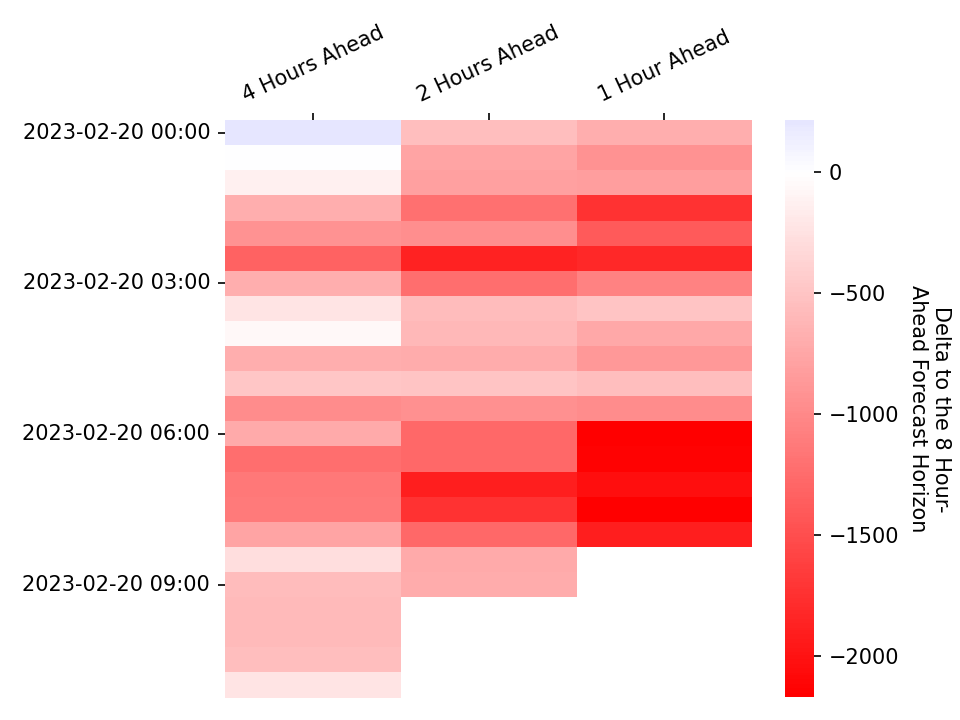 4 Hours Ahead
2 Hours Ahead
1 Hour Ahead
2023-02-20 00:00
2023-02-20 03:00
2023-02-20 06:00
2023-02-20 09:00
0
−500
−1000
−1500
−2000
Delta to the 8 Hour-
Ahead Forecast Horizon